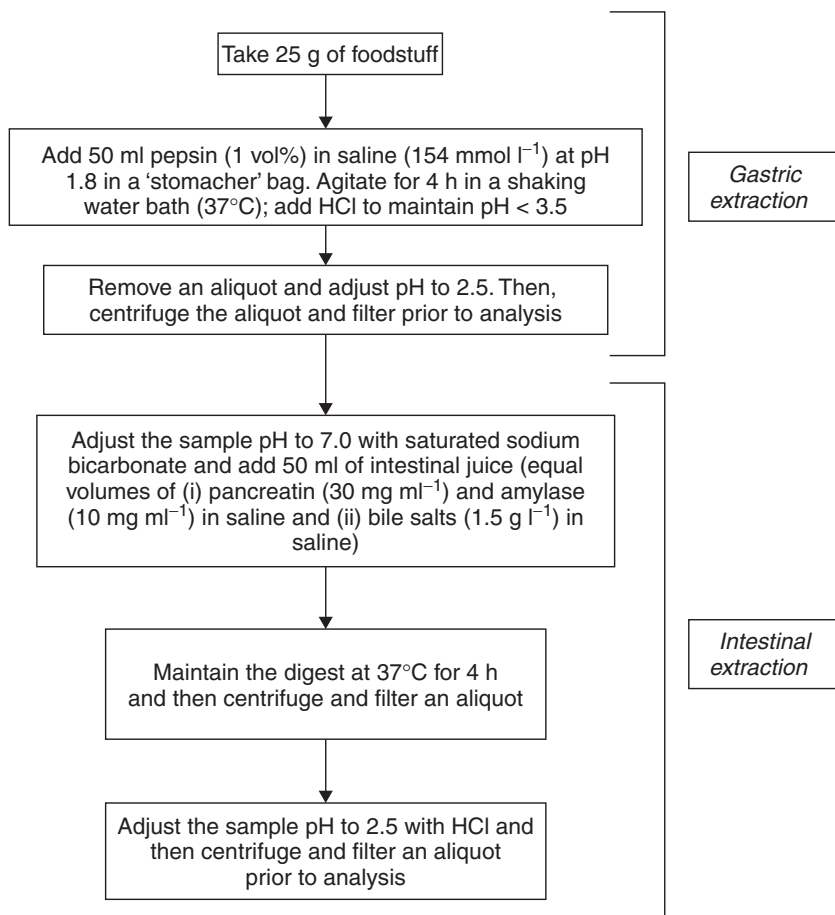 Take 25 g of foodstuff
Add 50 ml pepsin (1 vol%) in saline (154 mmol l⁻¹) at pH
1.8 in a ‘stomacher’ bag. Agitate for 4 h in a shaking
water bath (37°C); add HCl to maintain pH < 3.5
Gastric
extraction
Remove an aliquot and adjust pH to 2.5. Then,
centrifuge the aliquot and filter prior to analysis
Adjust the sample pH to 7.0 with saturated sodium
bicarbonate and add 50 ml of intestinal juice (equal
volumes of (i) pancreatin (30 mg ml⁻¹) and amylase
(10 mg ml⁻¹) in saline and (ii) bile salts (1.5 g l⁻¹) in
saline)
Intestinal
extraction
Maintain the digest at 37°C for 4 h
and then centrifuge and filter an aliquot
Adjust the sample pH to 2.5 with HCl and
then centrifuge and filter an aliquot
prior to analysis